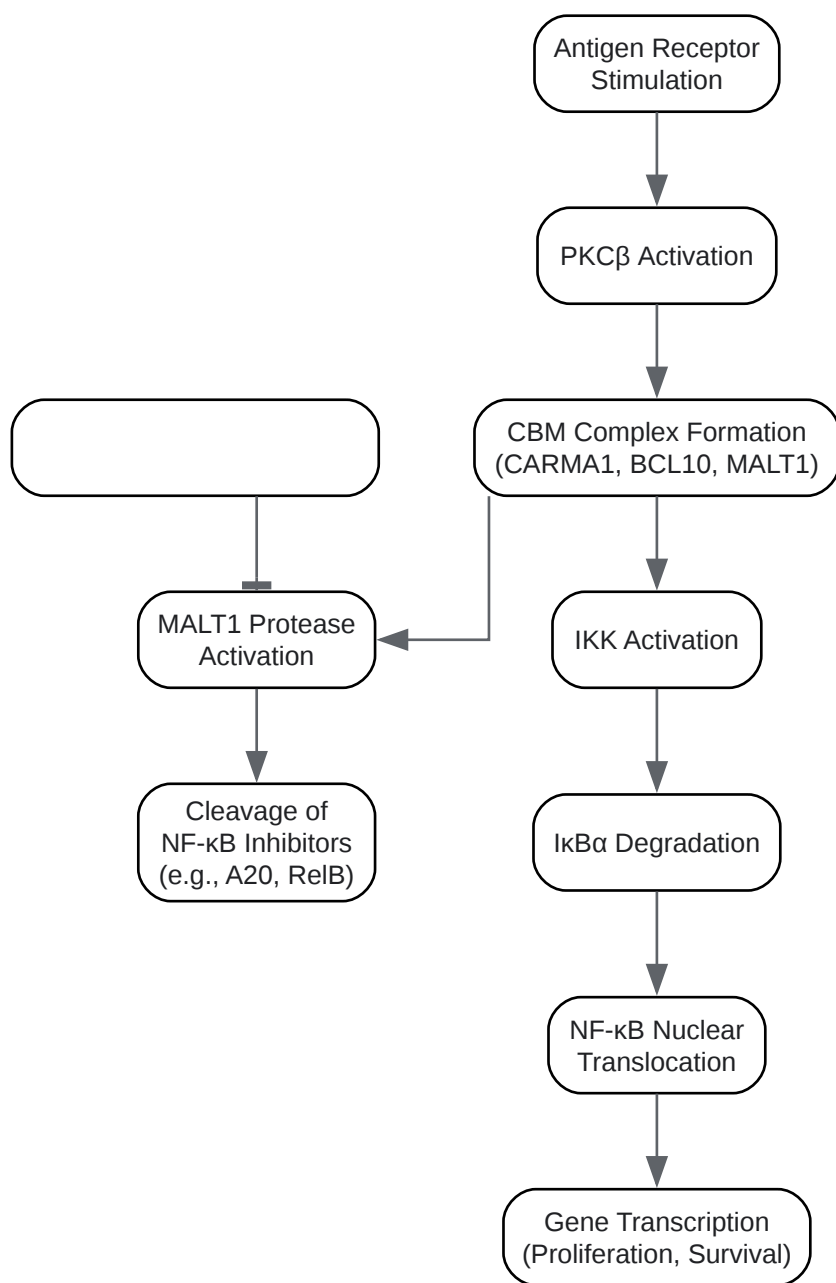 Antigen Receptor
Stimulation
PKCβ Activation
CBM Complex Formation
(CARMA1, BCL10, MALT1)
MALT1 Protease
Activation
IKK Activation
Cleavage of
NF-κB Inhibitors
(e.g., A20, RelB)
IκBα Degradation
NF-κB Nuclear
Translocation
Gene Transcription
(Proliferation, Survival)